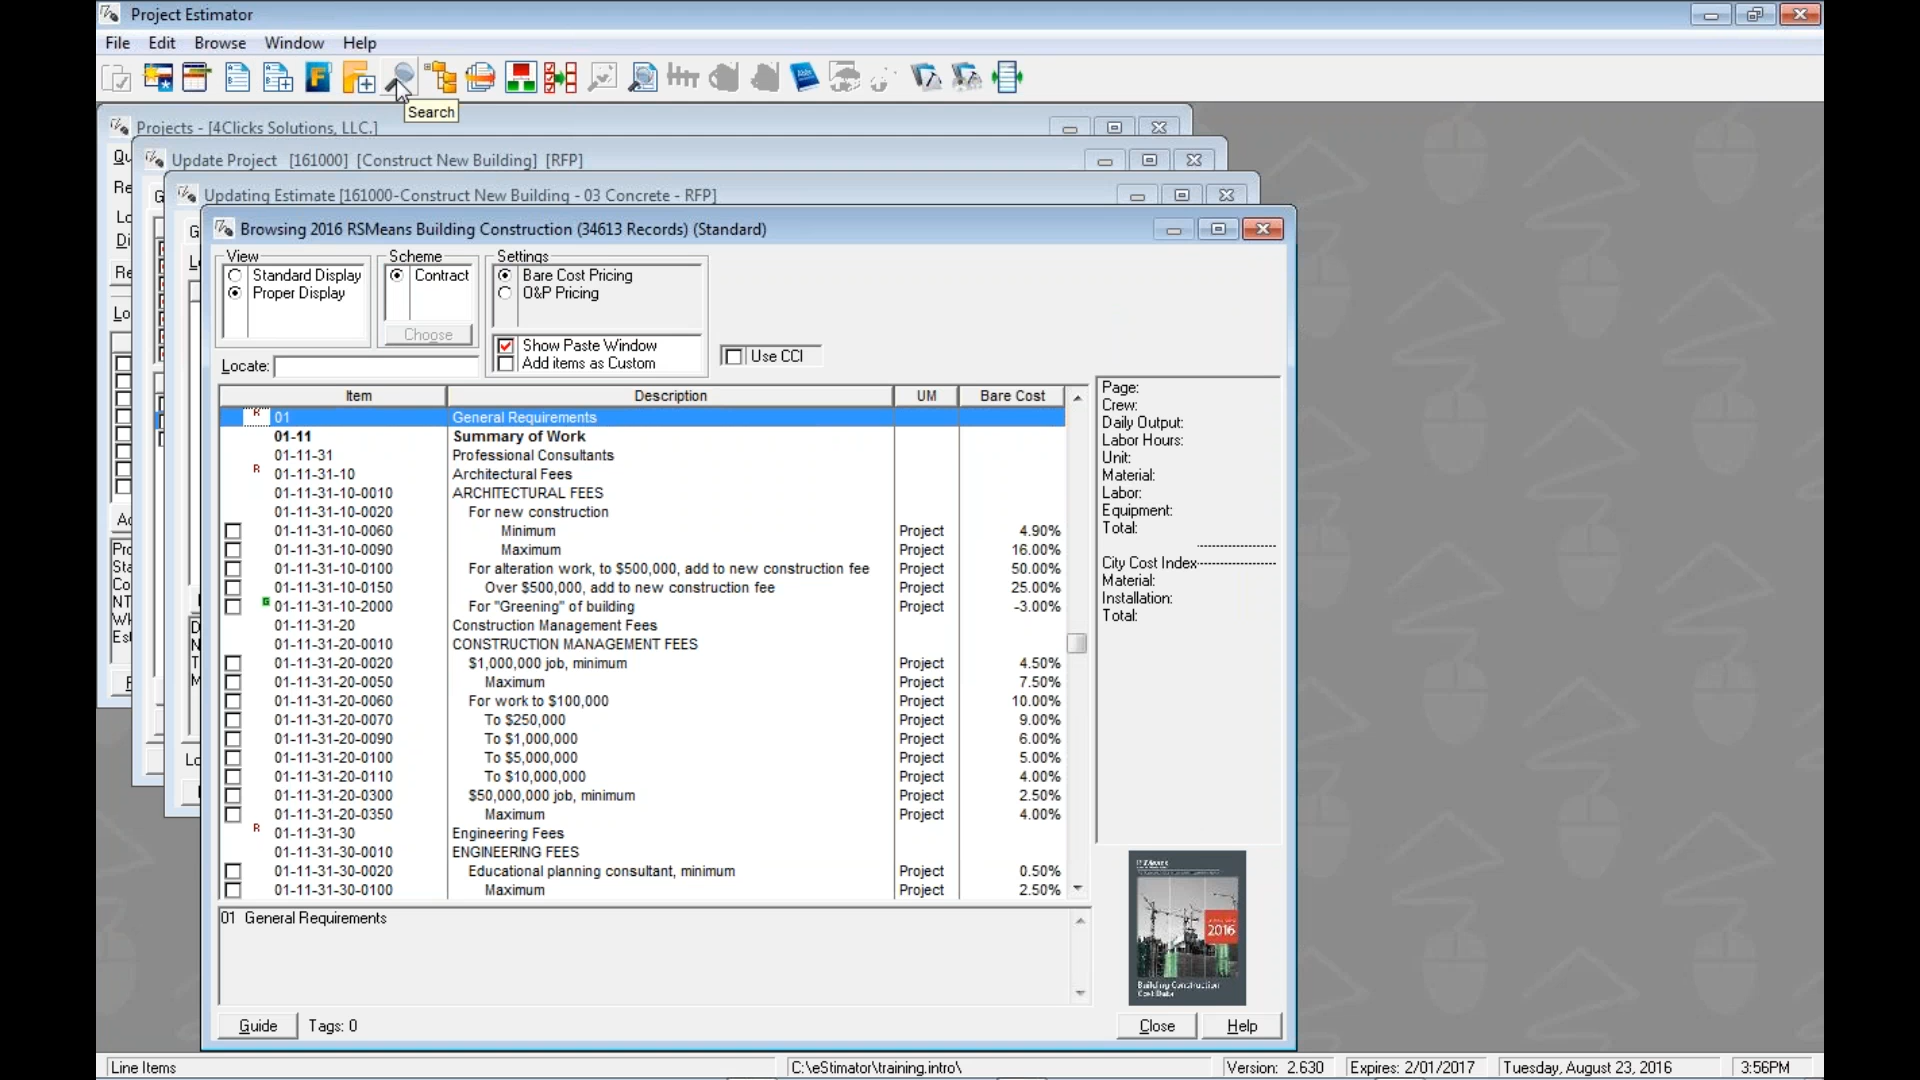 Project Estimator
File Edit Browse Window Help
Search
Projects - [4Clicks Solutions, LLC.]
Update Project [161000] [Construct New Building] [RFP]
Updating Estimate [161000-Construct New Building - 03 Concrete - RFP]
Browsing 2016 RSMeans Building Construction (34613 Records) (Standard)
View
Standard Display
Proper Display
Scheme
Contract
Choose
Settings
Bare Cost Pricing
O&P Pricing
Show Paste Window
Add items as Custom
Use CCI
Locate:
Item Description UM Bare Cost
R 01 General Requirements
01-11 Summary of Work
01-11-31 Professional Consultants
R 01-11-31-10 Architectural Fees
01-11-31-10-0010 ARCHITECTURAL FEES
01-11-31-10-0020 For new construction
01-11-31-10-0060 Minimum Project 4.90%
01-11-31-10-0090 Maximum Project 16.00%
01-11-31-10-0100 For alteration work, to $500,000, add to new construction fee Project 50.00%
01-11-31-10-0150 Over $500,000, add to new construction fee Project 25.00%
G 01-11-31-10-2000 For "Greening" of building Project -3.00%
01-11-31-20 Construction Management Fees
01-11-31-20-0010 CONSTRUCTION MANAGEMENT FEES
01-11-31-20-0020 $1,000,000 job, minimum Project 4.50%
01-11-31-20-0050 Maximum Project 7.50%
01-11-31-20-0060 For work to $100,000 Project 10.00%
01-11-31-20-0070 To $250,000 Project 9.00%
01-11-31-20-0090 To $1,000,000 Project 6.00%
01-11-31-20-0100 To $5,000,000 Project 5.00%
01-11-31-20-0110 To $10,000,000 Project 4.00%
01-11-31-20-0300 $50,000,000 job, minimum Project 2.50%
01-11-31-20-0350 Maximum Project 4.00%
R 01-11-31-30 Engineering Fees
01-11-31-30-0010 ENGINEERING FEES
01-11-31-30-0020 Educational planning consultant, minimum Project 0.50%
01-11-31-30-0100 Maximum Project 2.50%
Page:
Crew:
Daily Output:
Labor Hours:
Unit:
Material:
Labor:
Equipment:
Total:
City Cost Index
Material:
Installation:
Total:
01 General Requirements
RSMeans
2016
Building Construction
Cost Data
Guide Tags: 0 Close Help
Line Items C:\eStimator\training.intro\ Version: 2.630 Expires: 2/01/2017 Tuesday, August 23, 2016 3:56PM